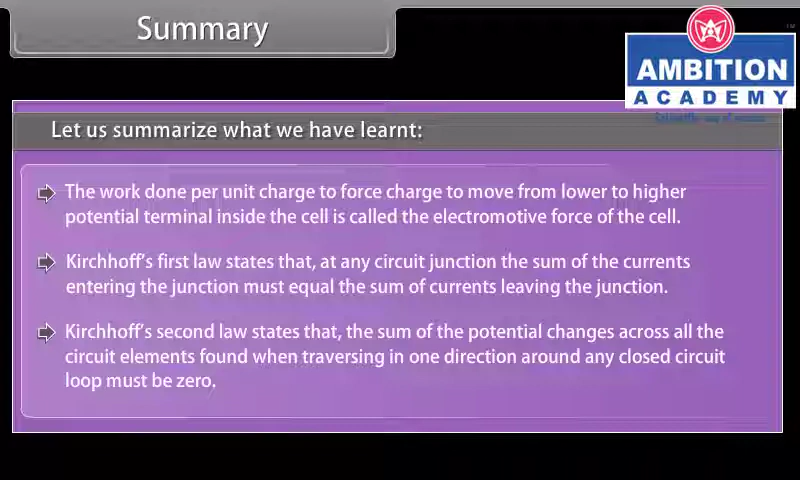 Summary
TM
AMBITION
ACADEMY
Let us summarize what we have learnt:
The work done per unit charge to force charge to move from lower to higher
potential terminal inside the cell is called the electromotive force of the cell.
Kirchhoff's first law states that, at any circuit junction the sum of the currents
entering the junction must equal the sum of currents leaving the junction.
Kirchhoff's second law states that, the sum of the potential changes across all the
circuit elements found when traversing in one direction around any closed circuit
loop must be zero.